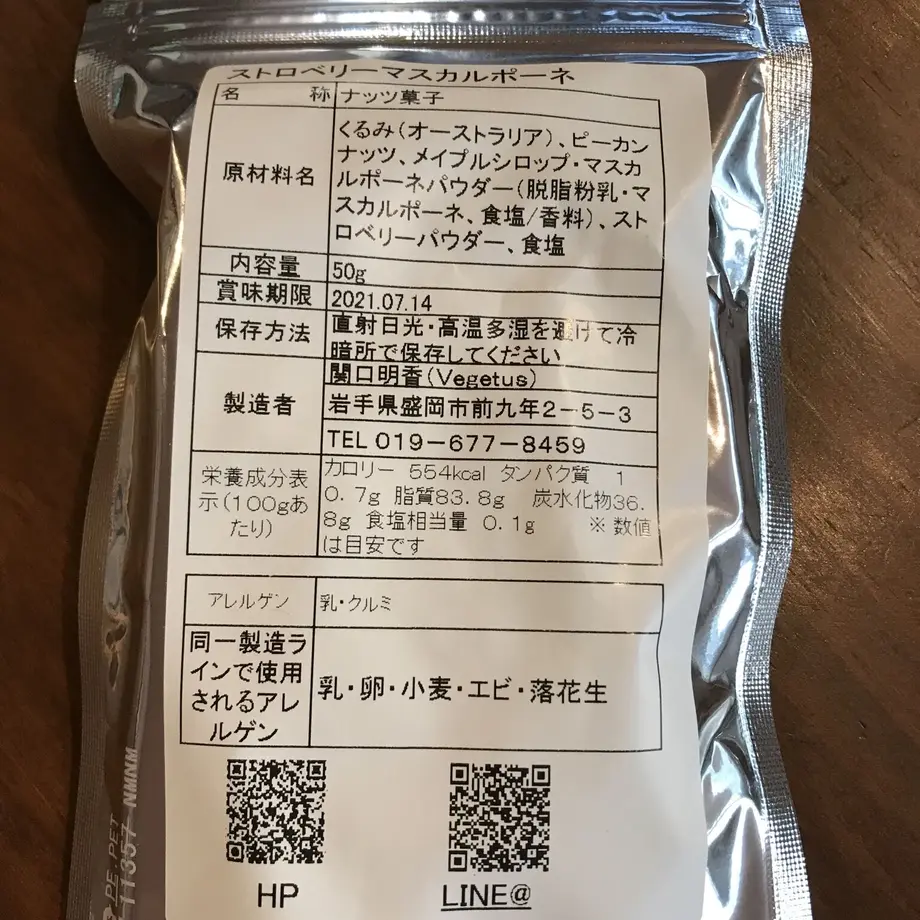 ストロベリーマスカルポーネ
名 称 ナッツ菓子
原材料名
くるみ(オーストラリア)、ピーカン
ナッツ、メイプルシロップ・マスカ
ルポーネパウダー(脱脂粉乳・マ
スカルポーネ、食塩/香料)、スト
ロベリーパウダー、食塩
内容量 50g
賞味期限 2021.07.14
保存方法
直射日光・高温多湿を避けて冷
暗所で保存してください
製造者
関口明香(Vegetus)
岩手県盛岡市前九年2-5-3
TEL 019-677-8459
栄養成分表
示(100gあ
たり)
カロリー 554kcal タンパク質 1
0.7g 脂質83.8g 炭水化物36.
8g 食塩相当量 0.1g ※数値
は目安です
アレルゲン 乳・クルミ
同一製造ラ
インで使用
されるアレ
ルゲン
乳・卵・小麦・エビ・落花生
HP
LINE@
PE,PET
11357 NMNM